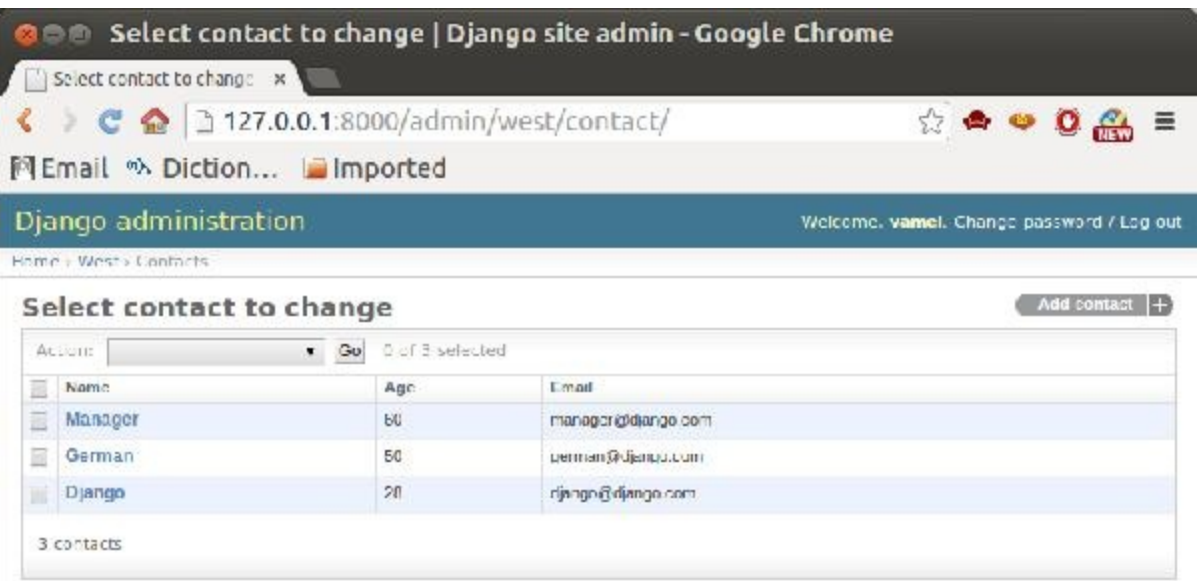 Select contact to change | Django site admin - Google Chrome
Select contact to change
127.0.0.1:8000/admin/west/contact/
NEW
Email Diction... Imported
Django administration
Welcome, vamei. Change password / Log out
Home › West › Contacts
Select contact to change
Add contact +
Action: Go 0 of 3 selected
Name Age Email
Manager 60 manager@django.com
German 50 german@django.com
Django 20 django@django.com
3 contacts